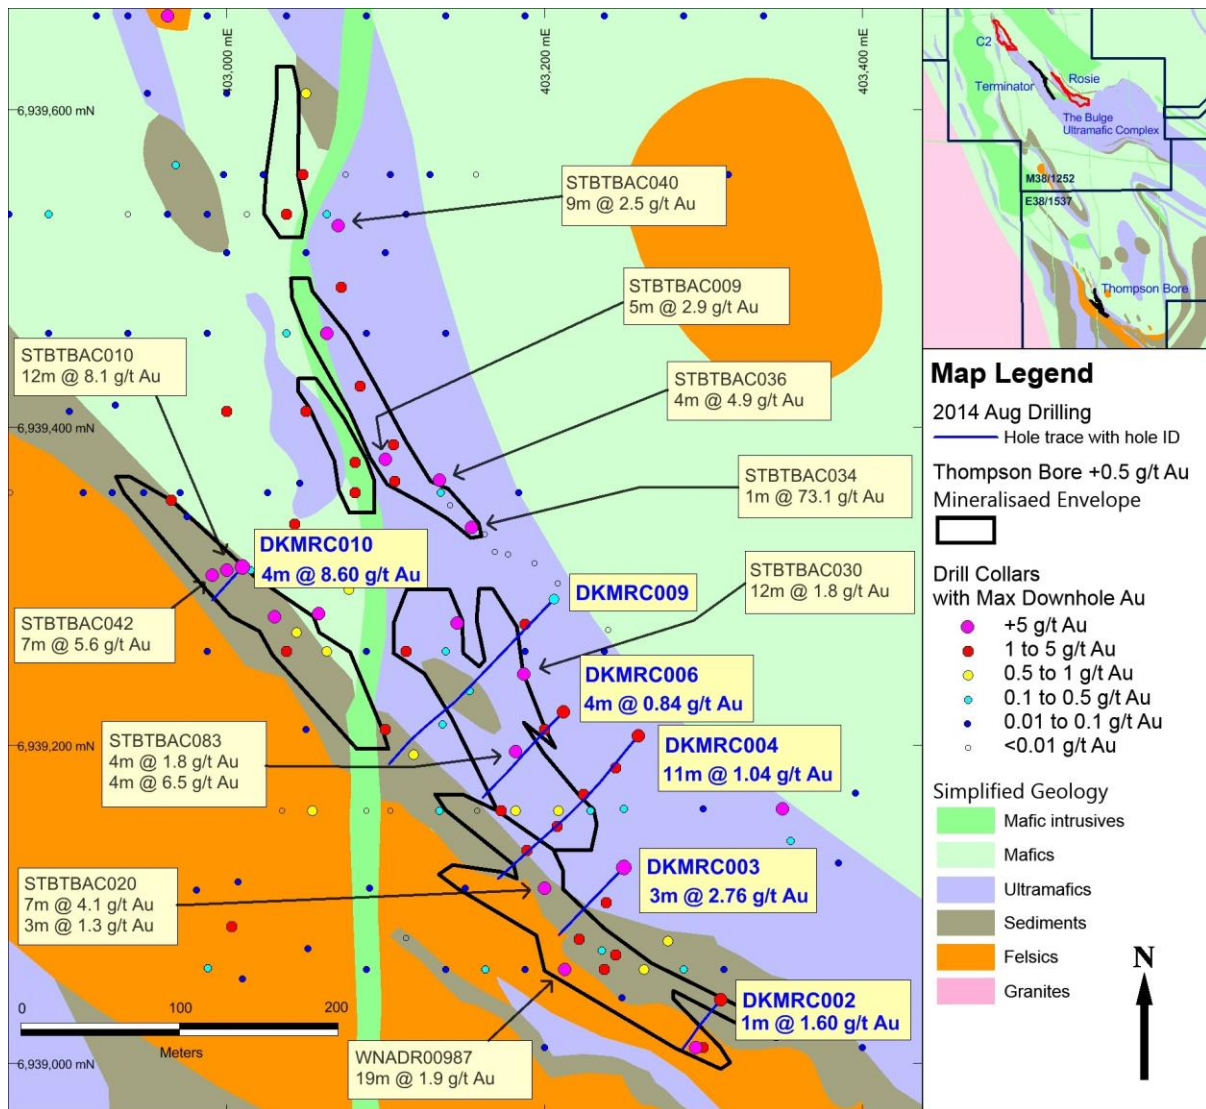 403,000 mE
403,200 mE
403,400 mE
6,939,600 mN
6,939,400 mN
6,939,200 mN
6,939,000 mN
STBTBAC040
9m @ 2.5 g/t Au
STBTBAC009
5m @ 2.9 g/t Au
STBTBAC010
12m @ 8.1 g/t Au
STBTBAC036
4m @ 4.9 g/t Au
STBTBAC034
1m @ 73.1 g/t Au
DKMRC010
4m @ 8.60 g/t Au
DKMRC009
STBTBAC030
12m @ 1.8 g/t Au
STBTBAC042
7m @ 5.6 g/t Au
DKMRC006
4m @ 0.84 g/t Au
STBTBAC083
4m @ 1.8 g/t Au
4m @ 6.5 g/t Au
DKMRC004
11m @ 1.04 g/t Au
DKMRC003
3m @ 2.76 g/t Au
STBTBAC020
7m @ 4.1 g/t Au
3m @ 1.3 g/t Au
DKMRC002
1m @ 1.60 g/t Au
WNADR00987
19m @ 1.9 g/t Au
0 100 200
Meters
C2
Terminator
Rosie
The Bulge
Ultramafic Complex
M38/1252
E38/1537
Thompson Bore
Map Legend
2014 Aug Drilling
Hole trace with hole ID
Thompson Bore +0.5 g/t Au
Mineralisaed Envelope
Drill Collars
with Max Downhole Au
+5 g/t Au
1 to 5 g/t Au
0.5 to 1 g/t Au
0.1 to 0.5 g/t Au
0.01 to 0.1 g/t Au
<0.01 g/t Au
Simplified Geology
Mafic intrusives
Mafics
Ultramafics
Sediments
Felsics
Granites
N